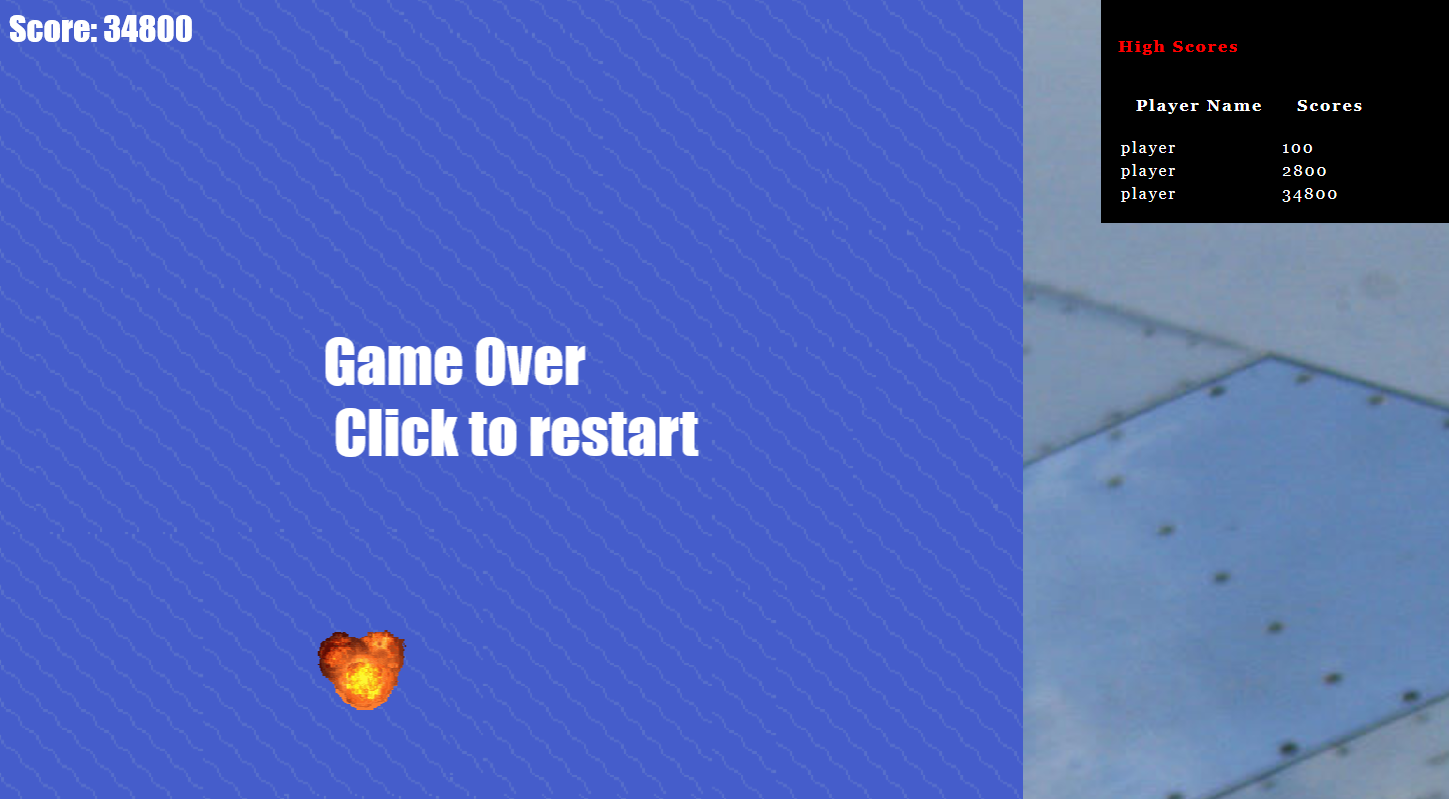 Score: 34800
Game Over
Click to restart
High Scores
Player Name Scores
player 100
player 2800
player 34800